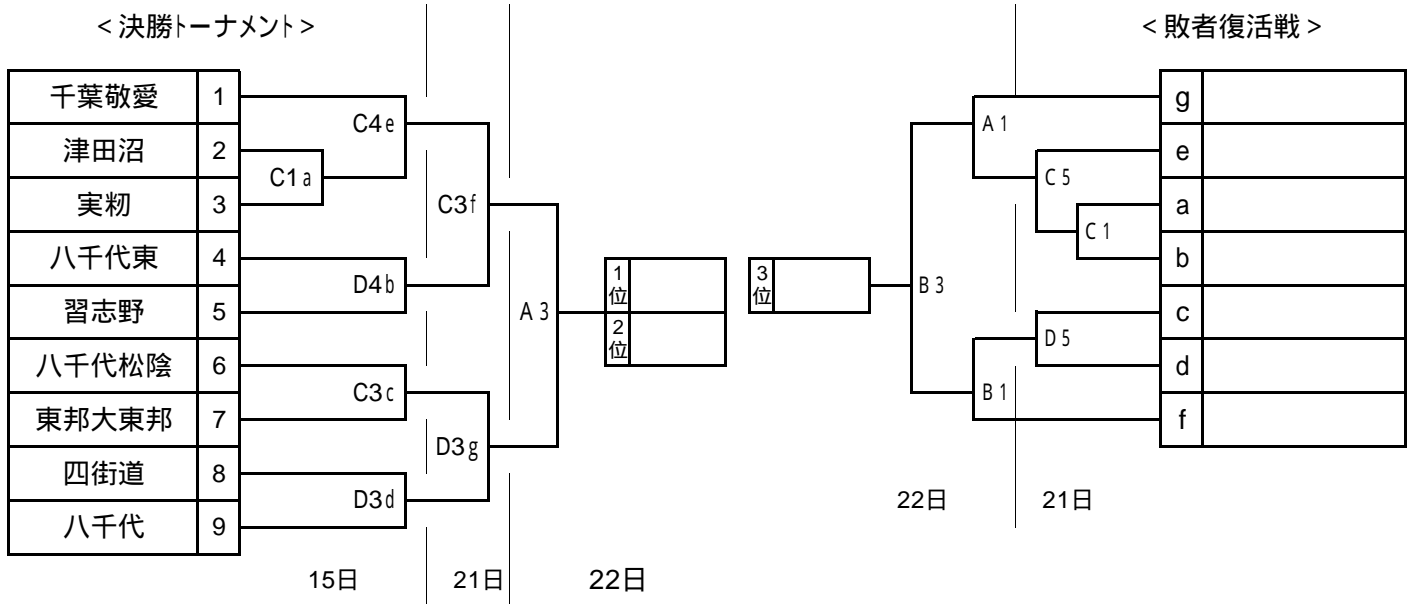 ＜決勝トーナメント＞
＜敗者復活戦＞
千葉敬愛 1
津田沼 2
実籾 3
八千代東 4
習志野 5
八千代松陰 6
東邦大東邦 7
四街道 8
八千代 9
C4e
C1a
D4b
C3c
D3d
C3f
D3g
A3
1位
2位
3位
B3
A1
B1
C5
C1
D5
g
e
a
b
c
d
f
22日
21日
15日
21日
22日